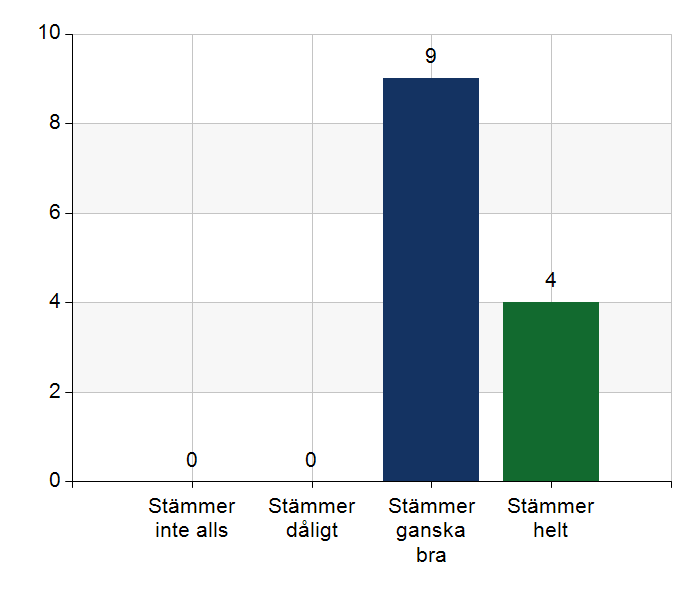 10
9
8
6
4
4
2
0
0
0
Stämmer
inte alls
Stämmer
dåligt
Stämmer
ganska
bra
Stämmer
helt